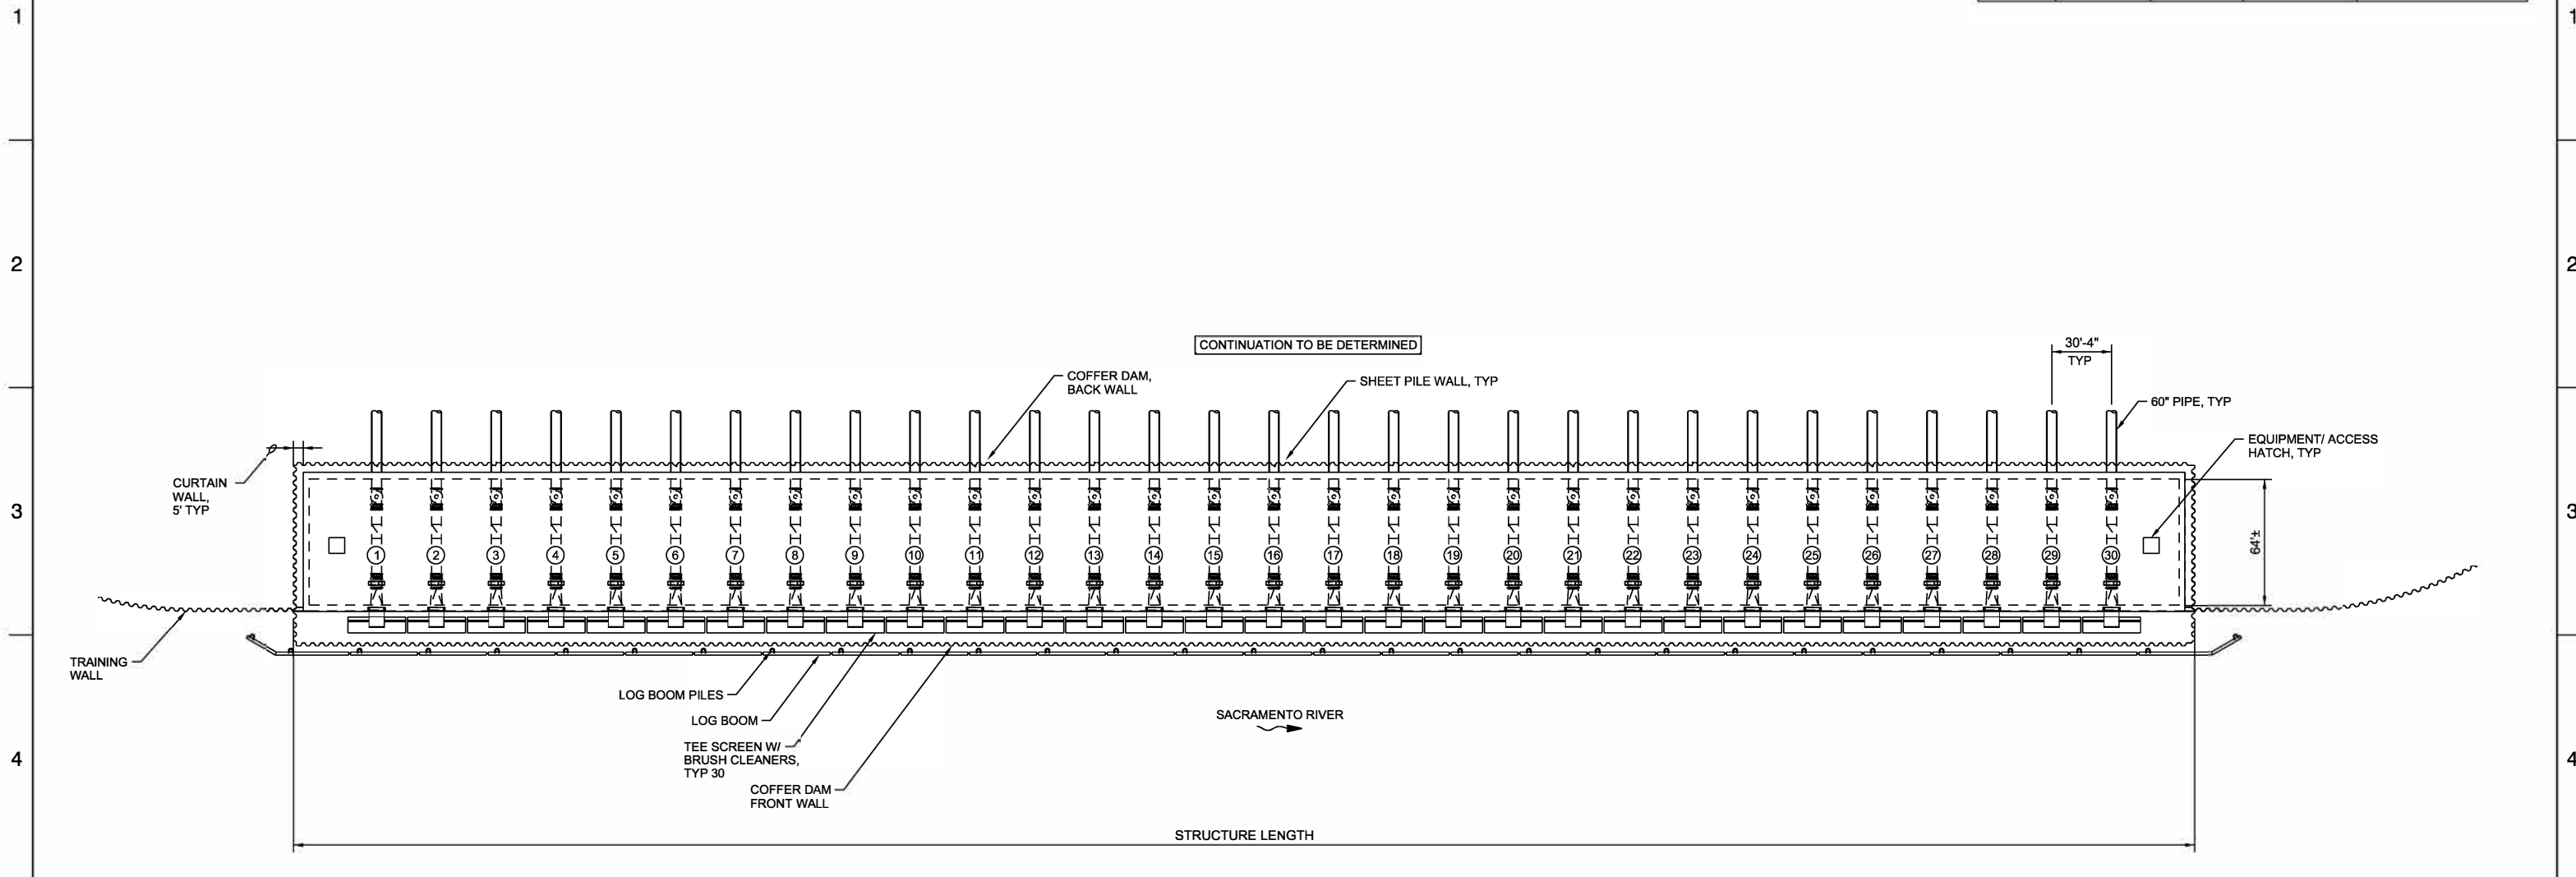 1
1
2
2
3
3
4
4
CONTINUATION TO BE DETERMINED
30'-4"
TYP
COFFER DAM,
BACK WALL
SHEET PILE WALL, TYP
60" PIPE, TYP
EQUIPMENT/ ACCESS
HATCH, TYP
CURTAIN
WALL,
5' TYP
64'±
1 2 3 4 5 6 7 8 9 10 11 12 13 14 15 16 17 18 19 20 21 22 23 24 25 26 27 28 29 30
TRAINING
WALL
LOG BOOM PILES
LOG BOOM
TEE SCREEN W/
BRUSH CLEANERS,
TYP 30
COFFER DAM
FRONT WALL
SACRAMENTO RIVER
STRUCTURE LENGTH